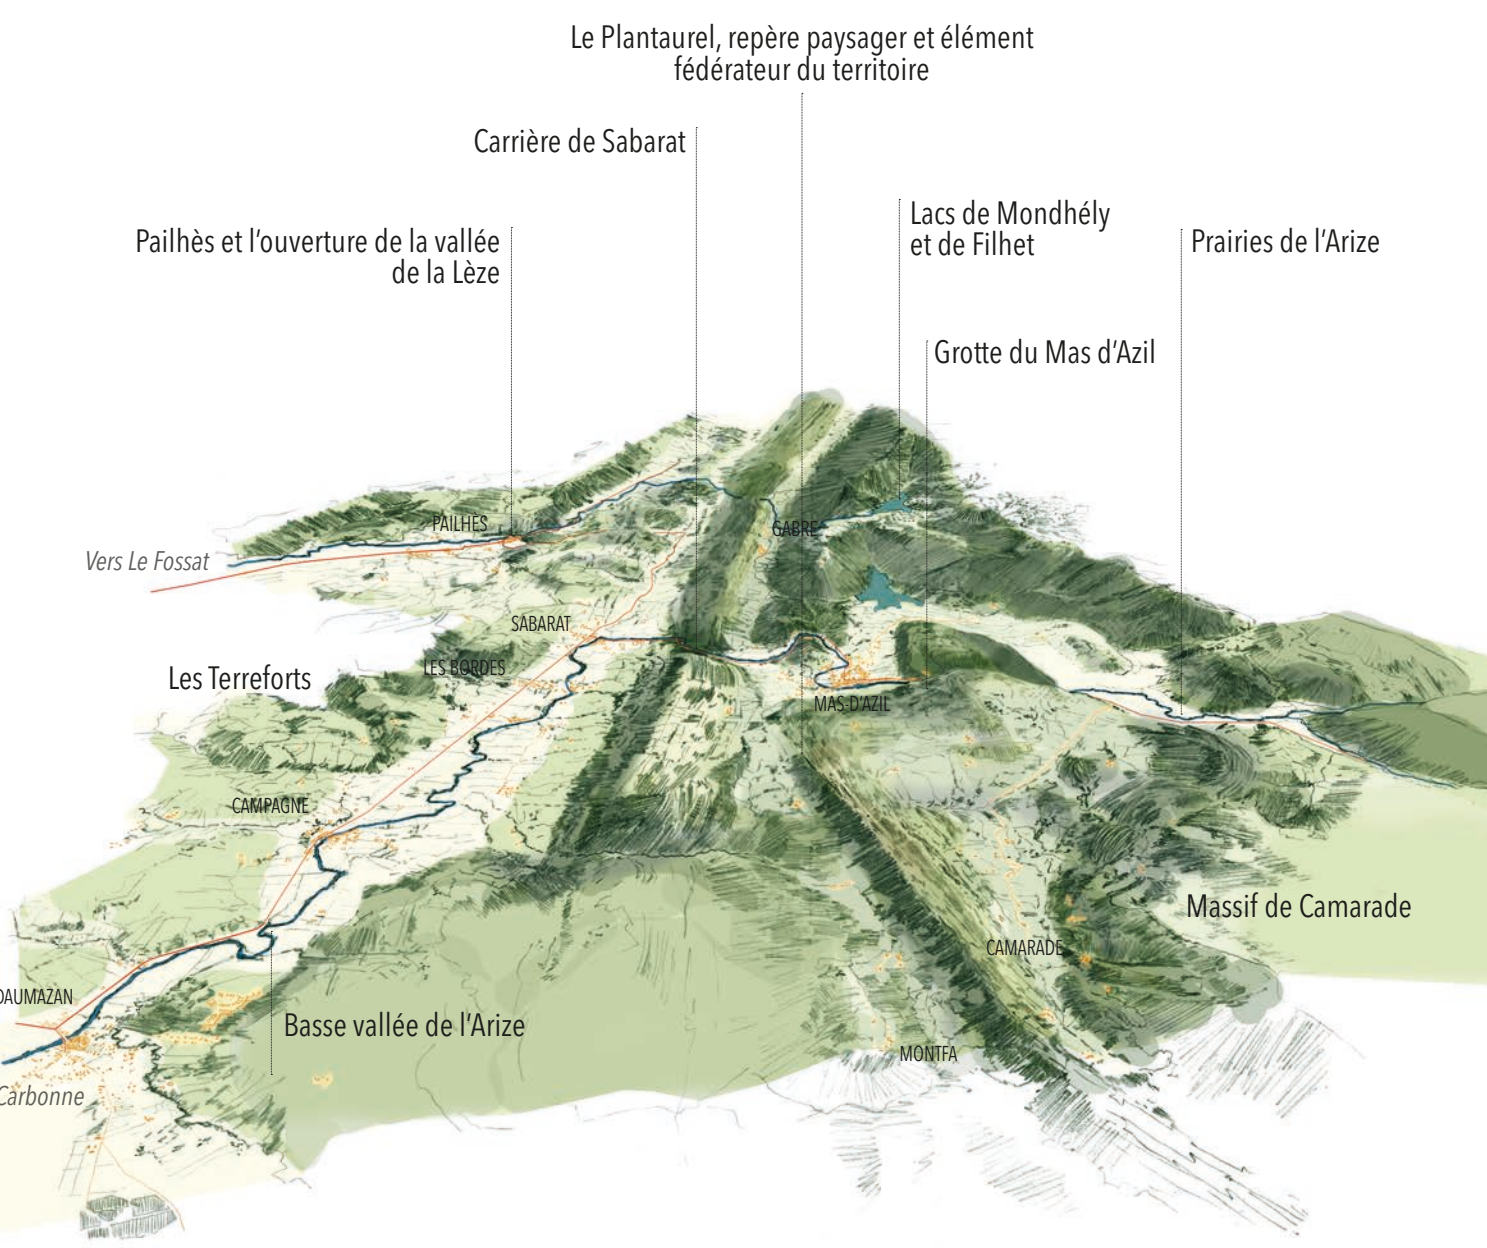 Le Plantaurel, repère paysager et élément
fédérateur du territoire
Carrière de Sabarat
Lacs de Mondhély
et de Filhet
Pailhès et l'ouverture de la vallée
de la Lèze
Prairies de l'Arize
Grotte du Mas d'Azil
PAILHÈS
GABRE
Vers Le Fossat
SABARAT
LES BORDES
Les Terreforts
MAS-D'AZIL
CAMPAGNE
Massif de Camarade
CAMARADE
DAUMAZAN
Basse vallée de l'Arize
MONTFA
Carbonne